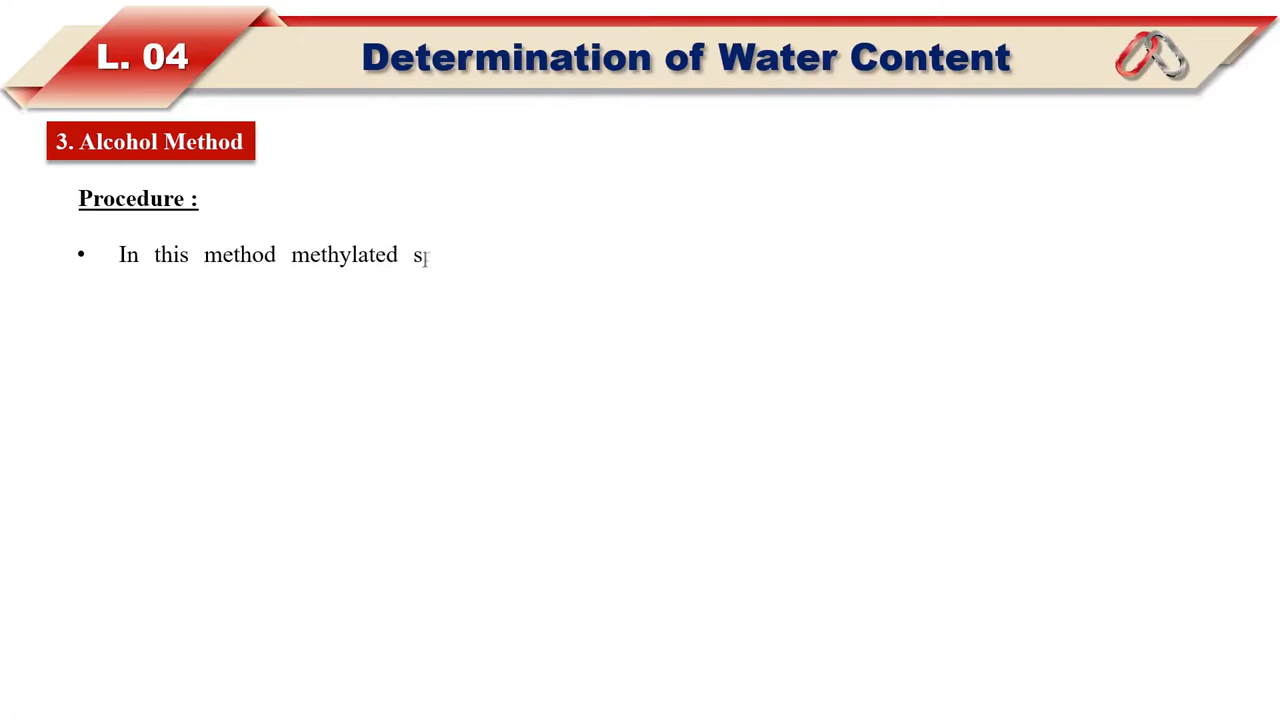 L. 04
Determination of Water Content
3. Alcohol Method
Procedure :
• In this method methylated